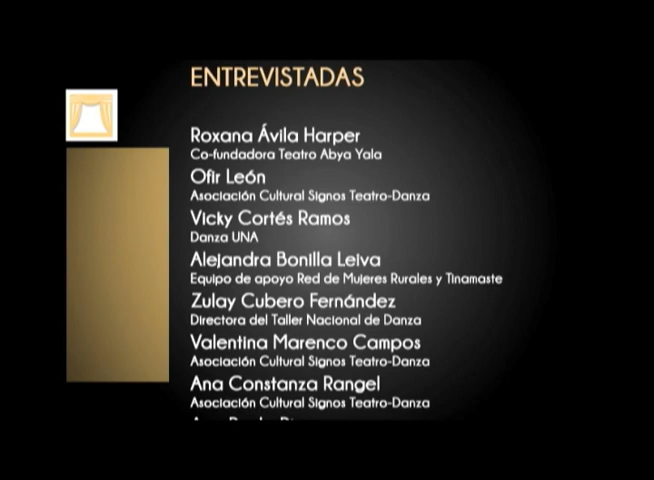 ENTREVISTADAS
Roxana Ávila Harper
Co-fundadora Teatro Abya Yala
Ofir León
Asociación Cultural Signos Teatro-Danza
Vicky Cortés Ramos
Danza UNA
Alejandra Bonilla Leiva
Equipo de apoyo Red de Mujeres Rurales y Tinamaste
Zulay Cubero Fernández
Directora del Taller Nacional de Danza
Valentina Marenco Campos
Asociación Cultural Signos Teatro-Danza
Ana Constanza Rangel
Asociación Cultural Signos Teatro-Danza